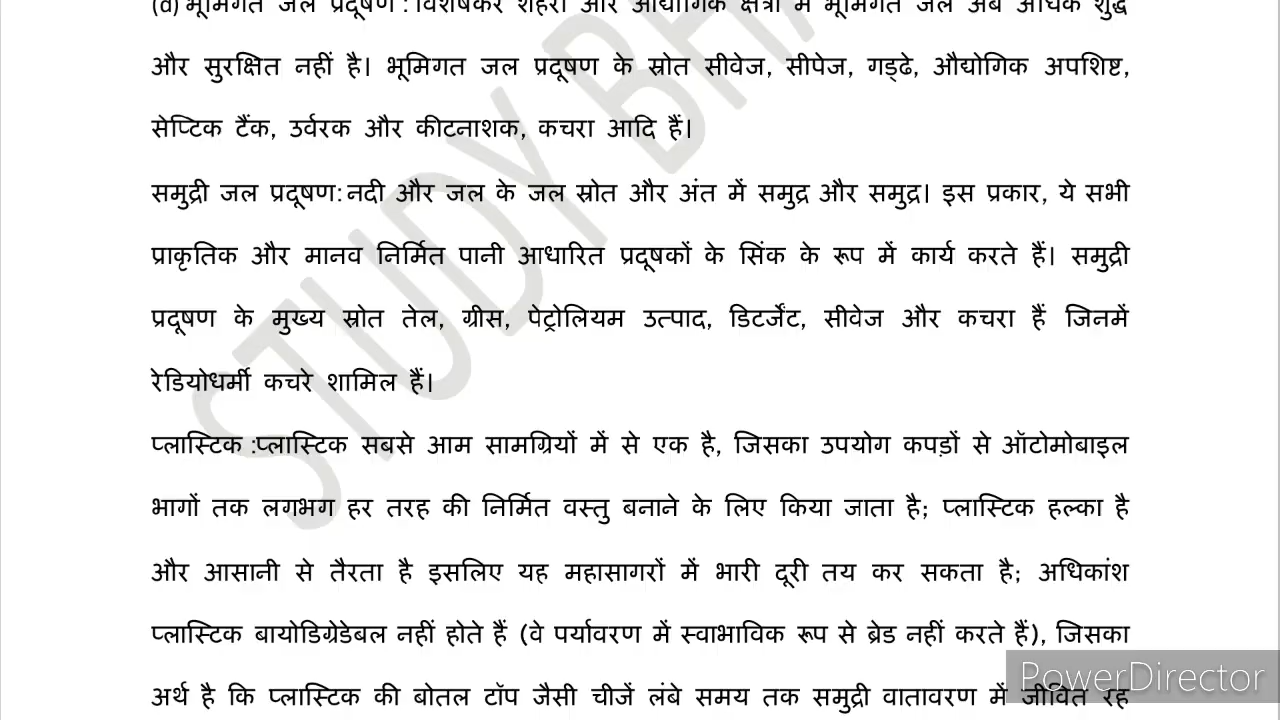 (d) भूमिगत जल प्रदूषण : विशेषकर शहरों और औद्योगिक क्षेत्रों में भूमिगत जल अब अधिक शुद्ध
और सुरक्षित नहीं है। भूमिगत जल प्रदूषण के स्रोत सीवेज, सीपेज, गड्ढे, औद्योगिक अपशिष्ट,
सेप्टिक टैंक, उर्वरक और कीटनाशक, कचरा आदि हैं।
समुद्री जल प्रदूषण: नदी और जल के जल स्रोत और अंत में समुद्र और समुद्र। इस प्रकार, ये सभी
प्राकृतिक और मानव निर्मित पानी आधारित प्रदूषकों के सिंक के रूप में कार्य करते हैं। समुद्री
प्रदूषण के मुख्य स्रोत तेल, ग्रीस, पेट्रोलियम उत्पाद, डिटर्जेंट, सीवेज और कचरा हैं जिनमें
रेडियोधर्मी कचरे शामिल हैं।
प्लास्टिक :प्लास्टिक सबसे आम सामग्रियों में से एक है, जिसका उपयोग कपड़ों से ऑटोमोबाइल
भागों तक लगभग हर तरह की निर्मित वस्तु बनाने के लिए किया जाता है; प्लास्टिक हल्का है
और आसानी से तैरता है इसलिए यह महासागरों में भारी दूरी तय कर सकता है; अधिकांश
प्लास्टिक बायोडिग्रेडेबल नहीं होते हैं (वे पर्यावरण में स्वाभाविक रूप से ब्रेड नहीं करते हैं), जिसका
अर्थ है कि प्लास्टिक की बोतल टॉप जैसी चीजें लंबे समय तक समुद्री वातावरण में जीवित रह
STUDY BHA
PowerDirector